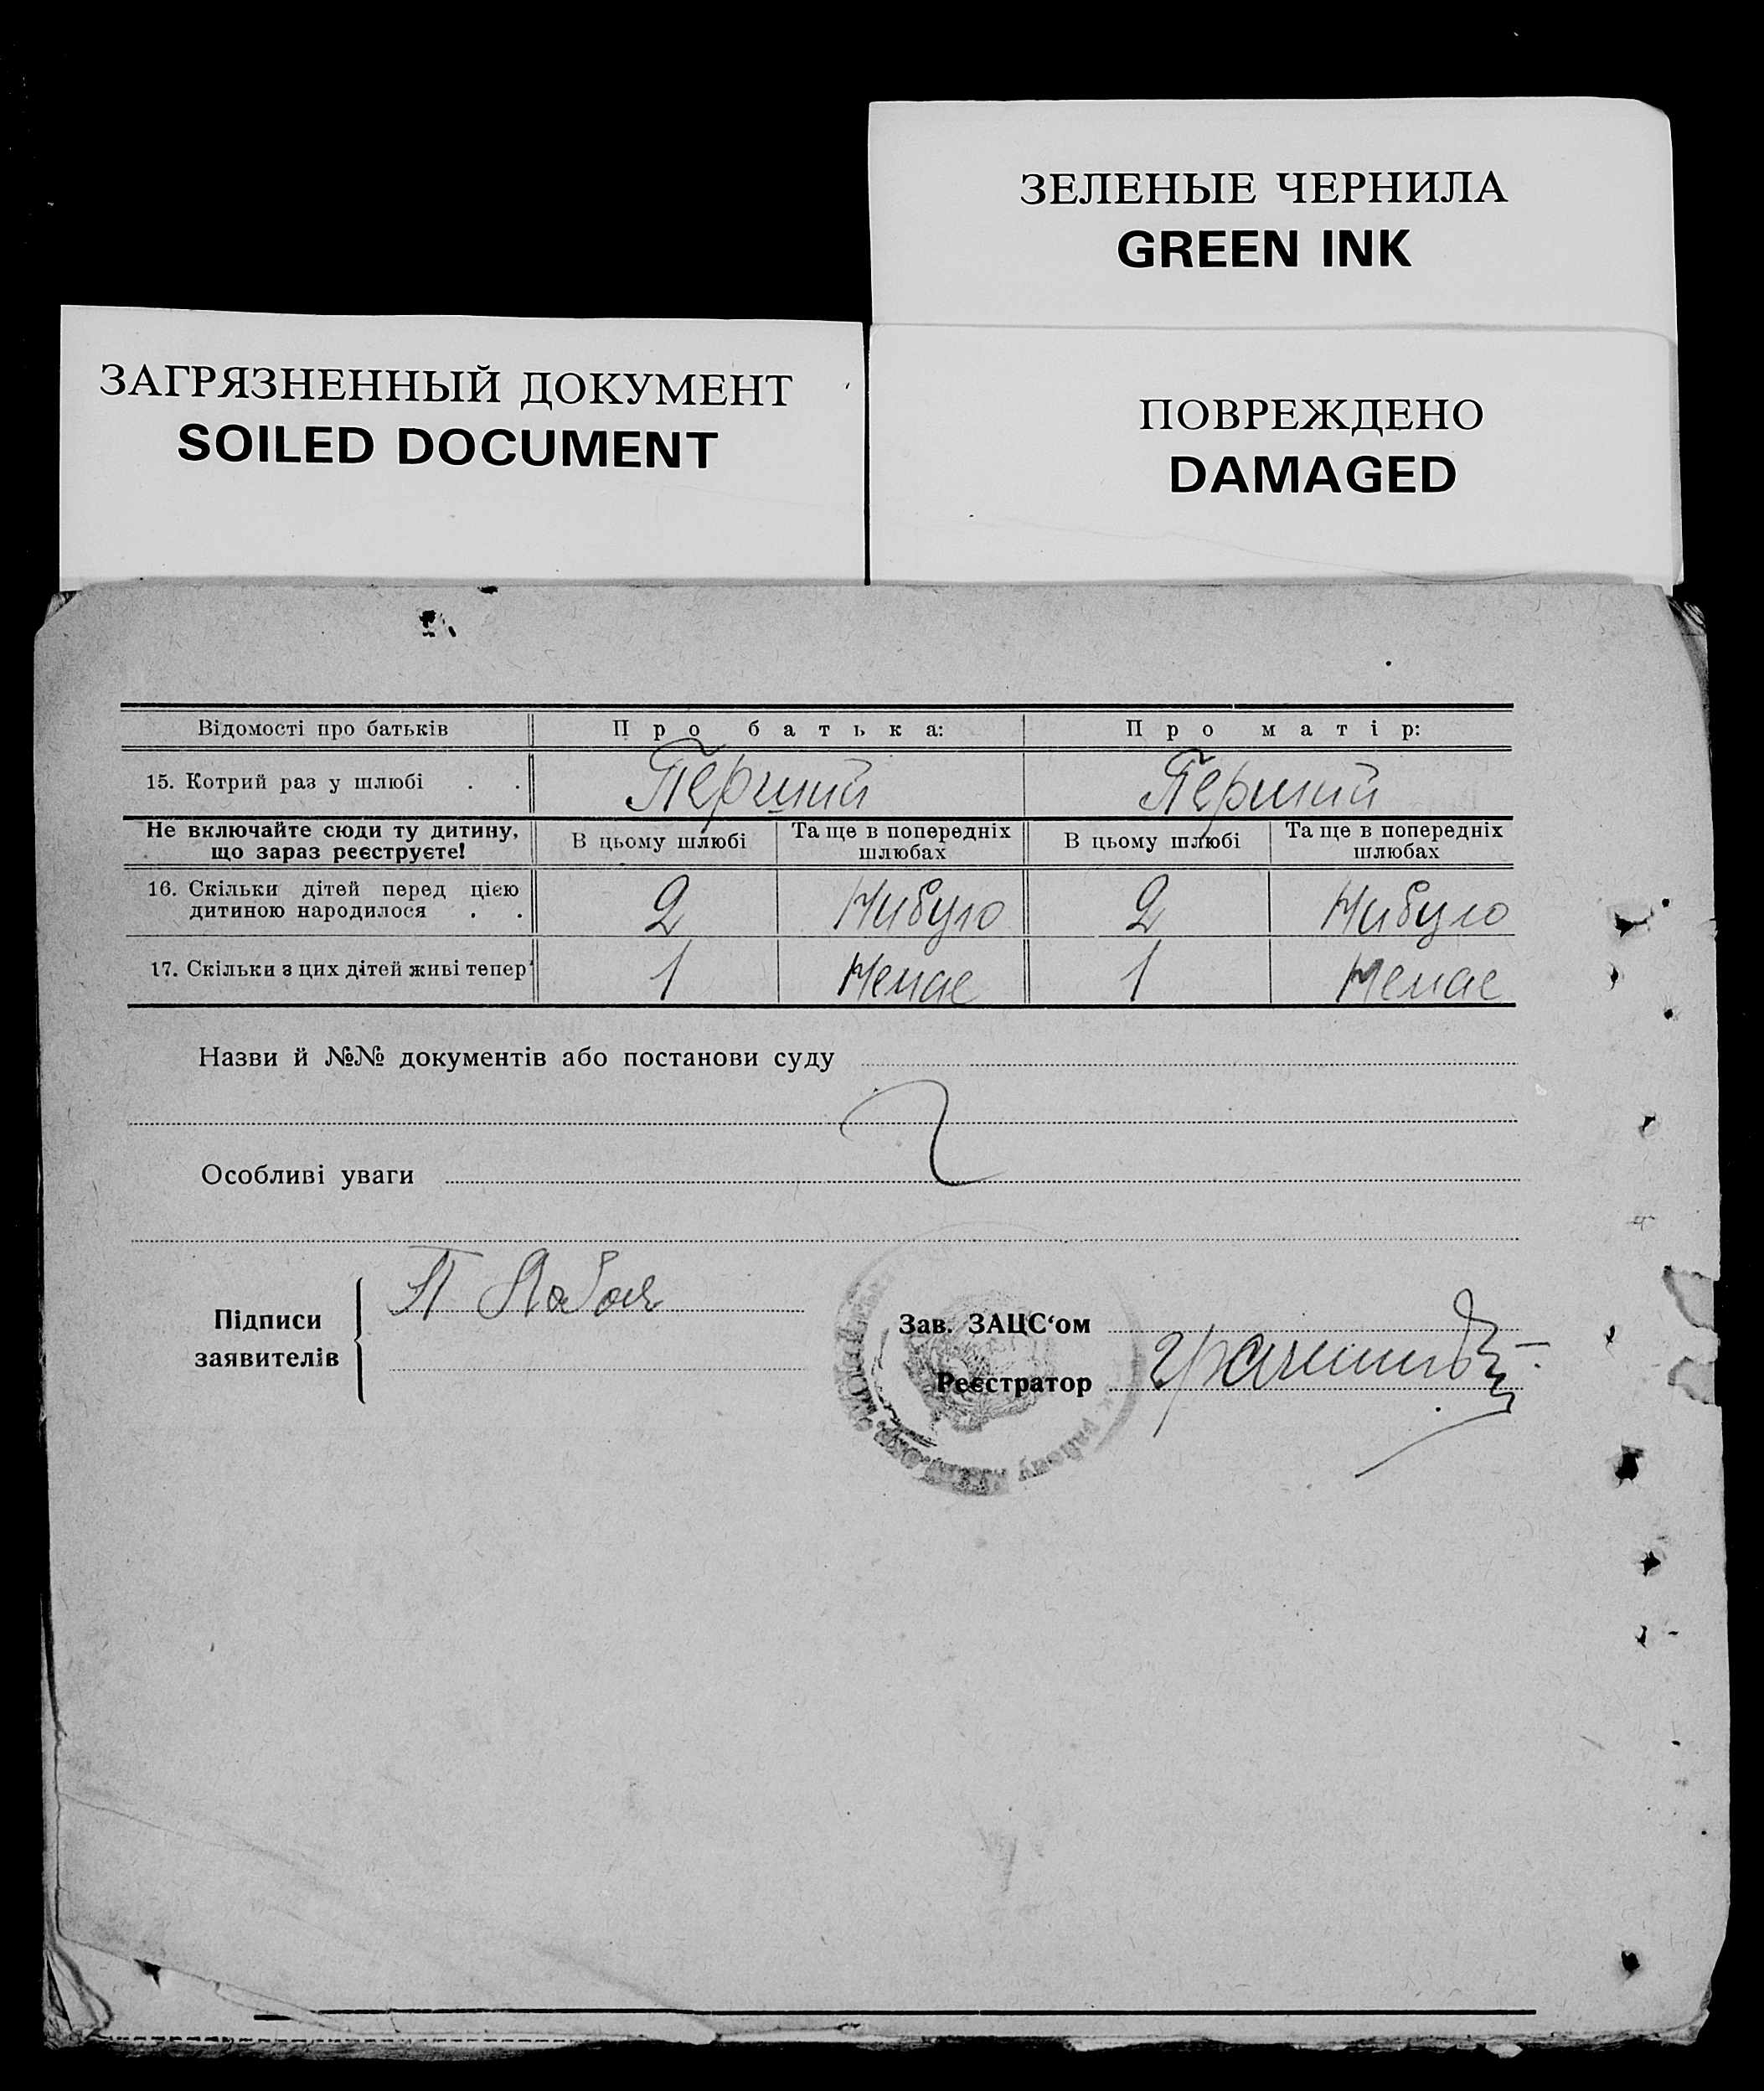 ЗЕЛЕНЫЕ ЧЕРНИЛА
GREEN INK
ЗАГРЯЗНЕННЫЙ ДОКУМЕНТ
SOILED DOCUMENT
ПОВРЕЖДЕНО
DAMAGED
Відомості про батьків Про батька: Про матір:
15. Котрий раз у шлюбі . . Перший Перший
Не включайте сюди ту дитину, що зараз реєструєте! В цьому шлюбі Та ще в попередніх шлюбах В цьому шлюбі Та ще в попередніх шлюбах
16. Скільки дітей перед цією дитиною народилося . . 2 Нибуло 2 Нибуло
17. Скільки з цих дітей живі тепер 1 Немає 1 Немає
Назви й №№ документів або постанови суду
Особливі уваги
Підписи заявителів П
Зав. ЗАЦС‘ом
Реєстратор
району